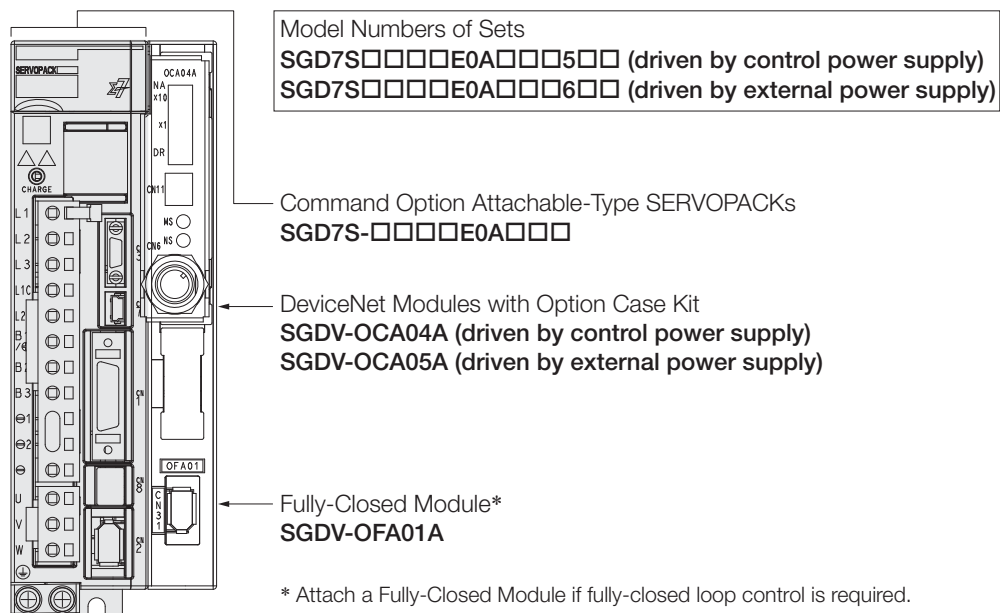 Model Numbers of Sets
SGD7S□□□□E0A□□□5□□ (driven by control power supply)
SGD7S□□□□E0A□□□6□□ (driven by external power supply)
Command Option Attachable-Type SERVOPACKs
SGD7S-□□□□E0A□□□
DeviceNet Modules with Option Case Kit
SGDV-OCA04A (driven by control power supply)
SGDV-OCA05A (driven by external power supply)
Fully-Closed Module*
SGDV-OFA01A
* Attach a Fully-Closed Module if fully-closed loop control is required.
SERVOPACK
CHARGE
L1
L2
L3
L1C
L2
B2
B3
⊖1
⊖2
⊖
U
V
W
OCA04A
NA
x10
x1
DR
CN11
MS
NS
CN6
OFA01
CN31